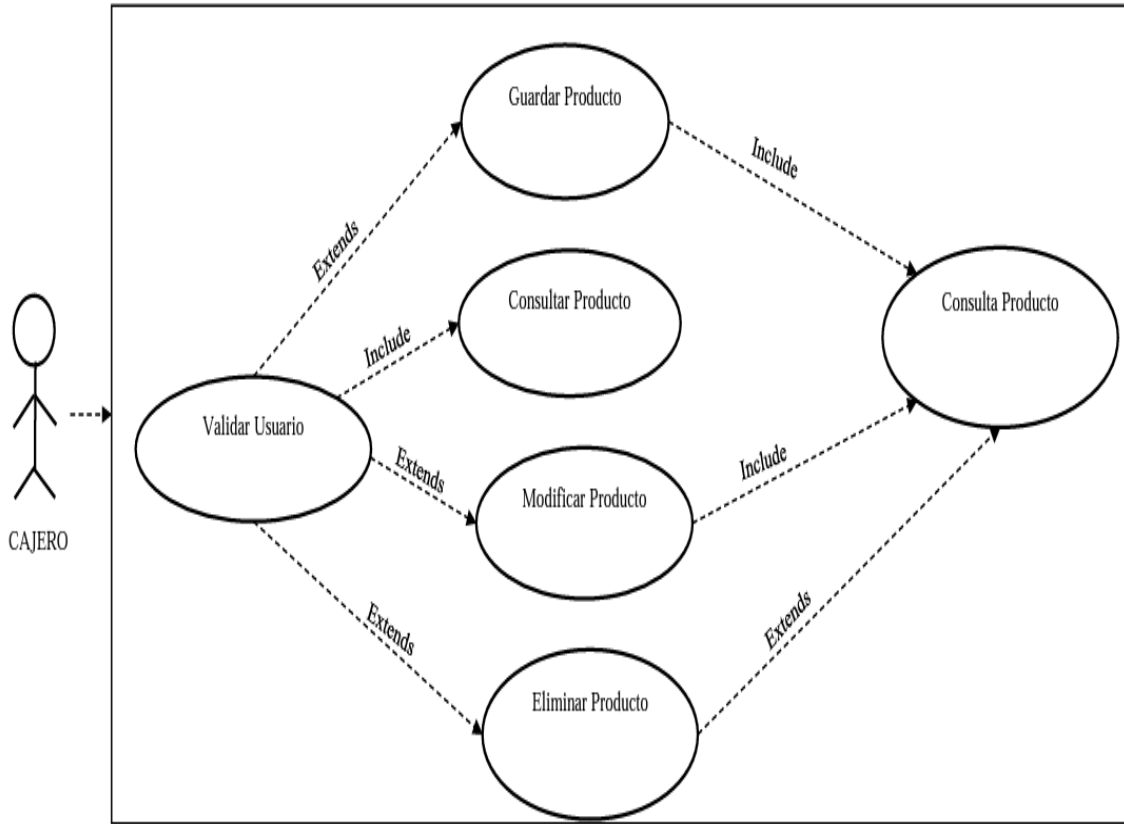 Guardar Producto
Include
Extends
Consultar Producto
Consulta Producto
Include
Validar Usuario
Extends
Modificar Producto
Include
CAJERO
Extends
Extends
Eliminar Producto